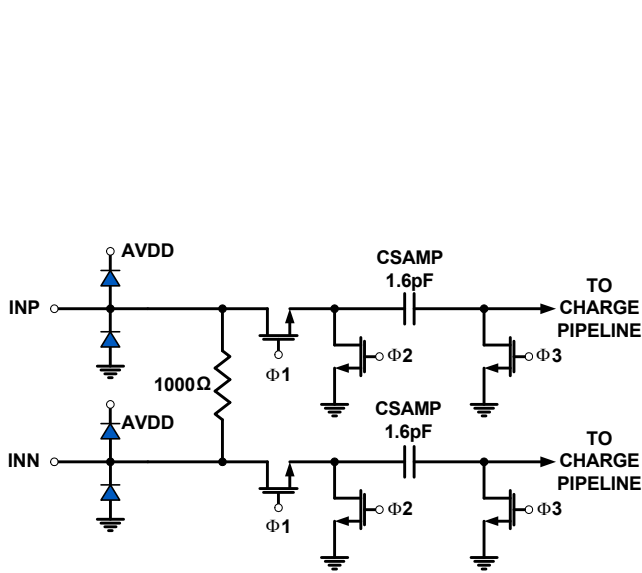 AVDD
CSAMP
1.6pF
TO
CHARGE
PIPELINE
INP
Φ1
Φ2
Φ3
1000Ω
AVDD
CSAMP
1.6pF
TO
CHARGE
PIPELINE
INN
Φ1
Φ2
Φ3